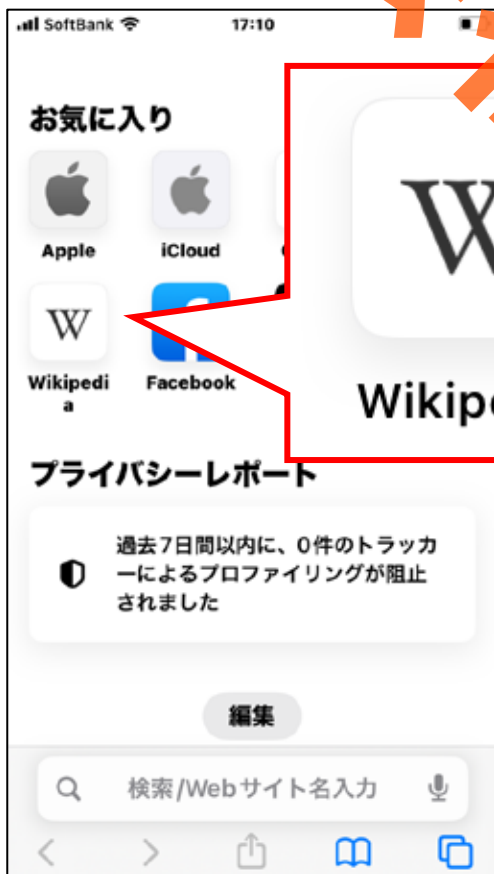 SoftBank
17:10
お気に入り
Apple
iCloud
Wikipedi
a
Facebook
W
W
Wikip
プライバシーレポート
過去7日間以内に、0件のトラッカ
ーによるプロファイリングが阻止
されました
編集
検索/Webサイト名入力